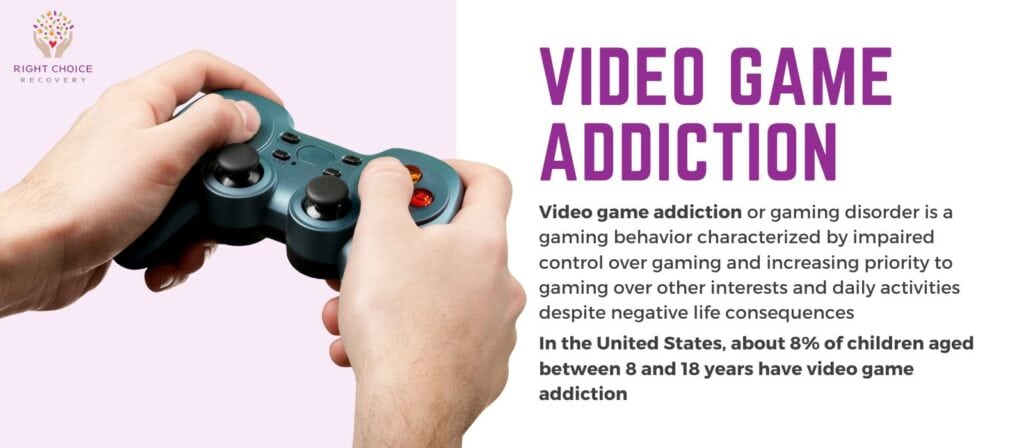 RIGHT CHOICE
RECOVERY
VIDEO GAME
ADDICTION
Video game addiction or gaming disorder is a
gaming behavior characterized by impaired
control over gaming and increasing priority to
gaming over other interests and daily activities
despite negative life consequences
In the United States, about 8% of children aged
between 8 and 18 years have video game
addiction